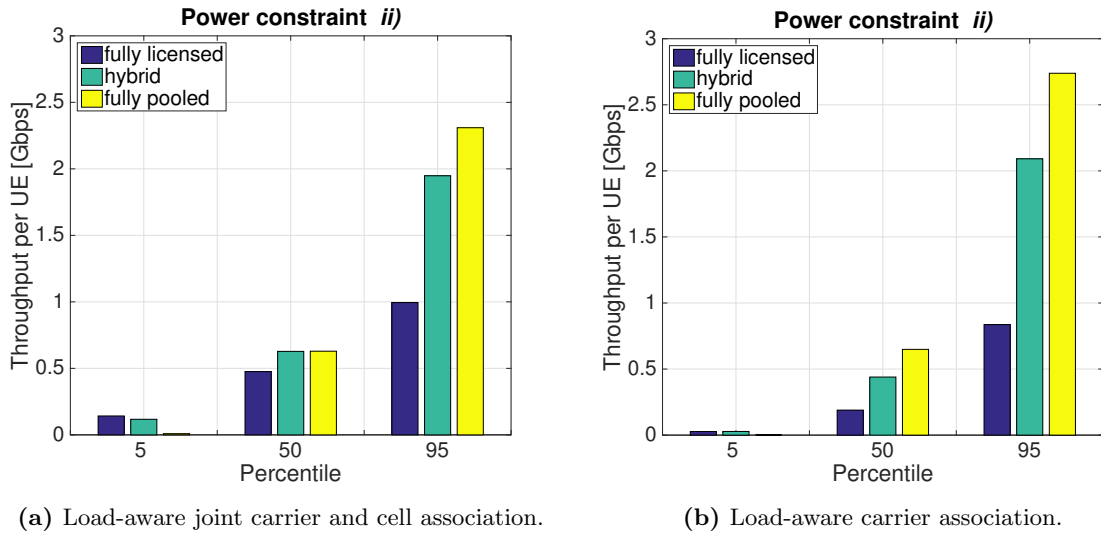 Power constraint ii)
Throughput per UE [Gbps]
3
2.5
2
1.5
1
0.5
0
fully licensed
hybrid
fully pooled
5 50 95
Percentile
(a) Load-aware joint carrier and cell association.
Power constraint ii)
Throughput per UE [Gbps]
3
2.5
2
1.5
1
0.5
0
fully licensed
hybrid
fully pooled
5 50 95
Percentile
(b) Load-aware carrier association.